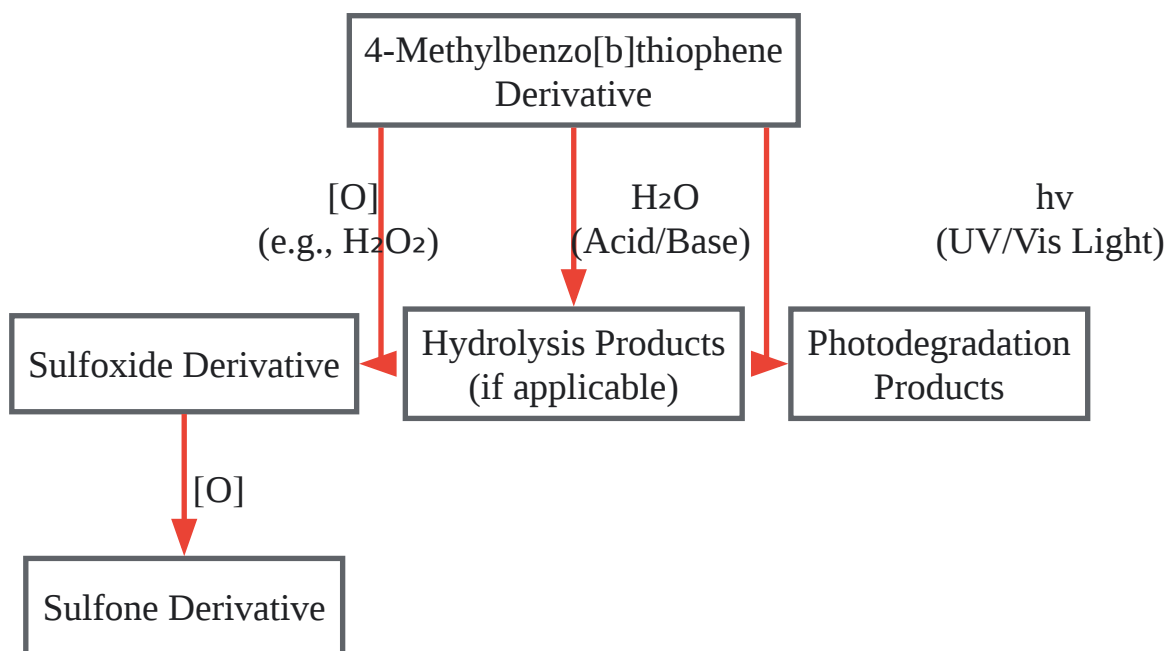 4-Methylbenzo[b]thiophene
Derivative
[O]
(e.g., H₂O₂)
H₂O
(Acid/Base)
hv
(UV/Vis Light)
Sulfoxide Derivative
Hydrolysis Products
(if applicable)
Photodegradation
Products
[O]
Sulfone Derivative